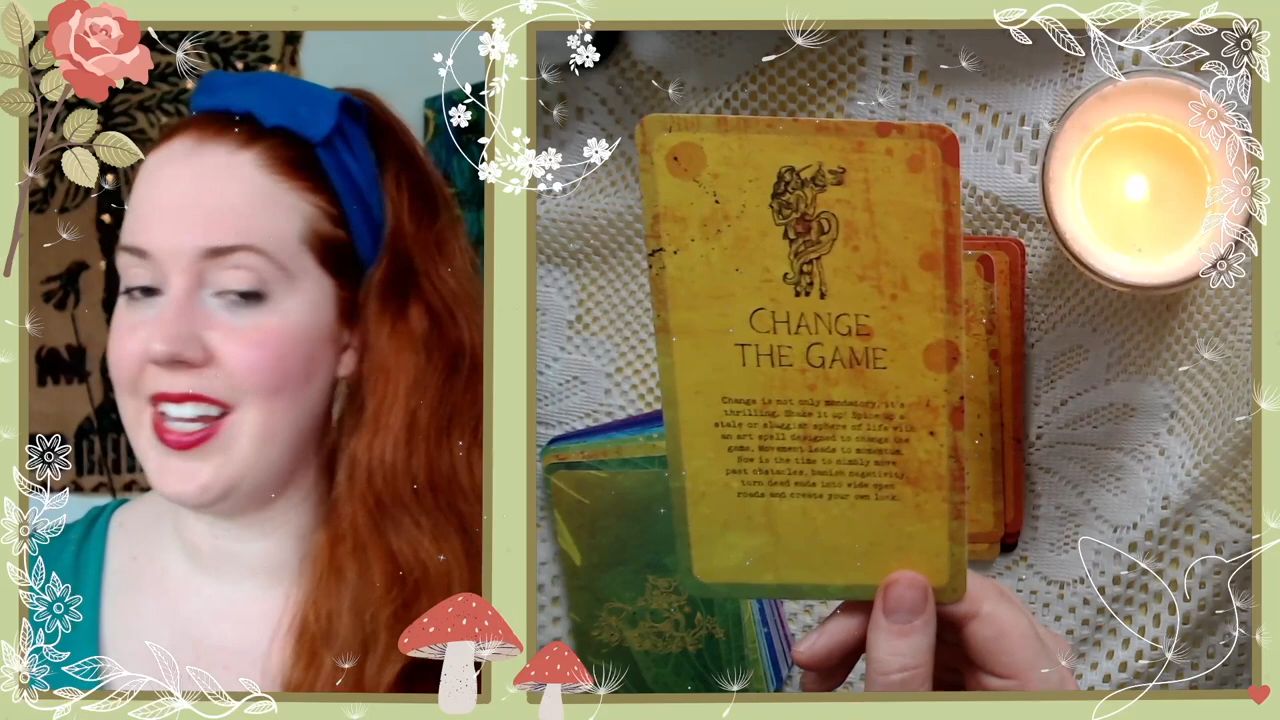 CHANGE
THE GAME
Change is not only mandatory, it's
thrilling. Shake it up! Spice up a
stale or sluggish sphere of life with
an art spell designed to change the
game. Movement leads to momentum.
Now is the time to nimbly move
past obstacles, banish negativity
turn dead ends into wide open
roads and create your own luck.